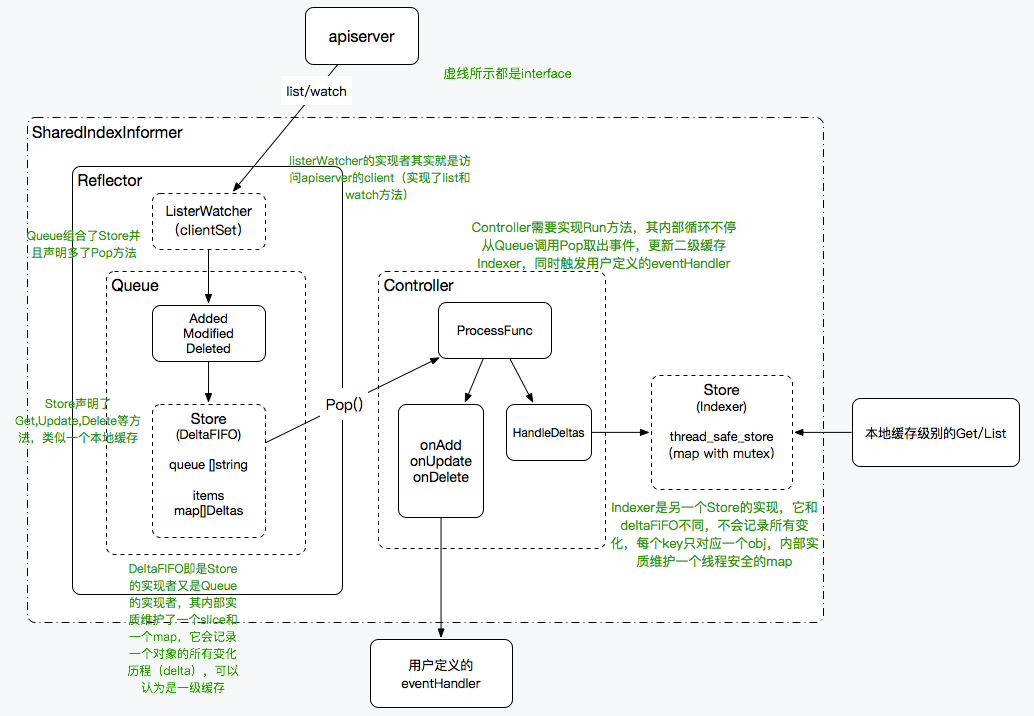 apiserver
虚线所示都是interface
list/watch
SharedIndexInformer
listerWatcher的实现者其实就是访
问apiserver的client（实现了list和
watch方法）
Reflector
ListerWatcher
（clientSet）
Queue组合了Store并
且声明多了Pop方法
Controller需要实现Run方法，其内部循环不停
从Queue调用Pop取出事件，更新二级缓存
Indexer，同时触发用户定义的eventHandler
Queue
Controller
Added
Modified
Deleted
ProcessFunc
Store声明了
Get,Update,Delete等方
法，类似一个本地缓存
Store
(DeltaFIFO)
queue []string
items
map[]Deltas
Pop()
onAdd
onUpdate
onDelete
HandleDeltas
Store
(Indexer)
thread_safe_store
(map with mutex)
本地缓存级别的Get/List
Indexer是另一个Store的实现，它和
deltaFiFO不同，不会记录所有变
化，每个key只对应一个obj，内部实
质维护一个线程安全的map
DeltaFIFO即是Store
的实现者又是Queue
的实现者，其内部实
质维护了一个slice和
一个map，它会记录
一个对象的所有变化
历程（delta），可以
认为是一级缓存
用户定义的
eventHandler